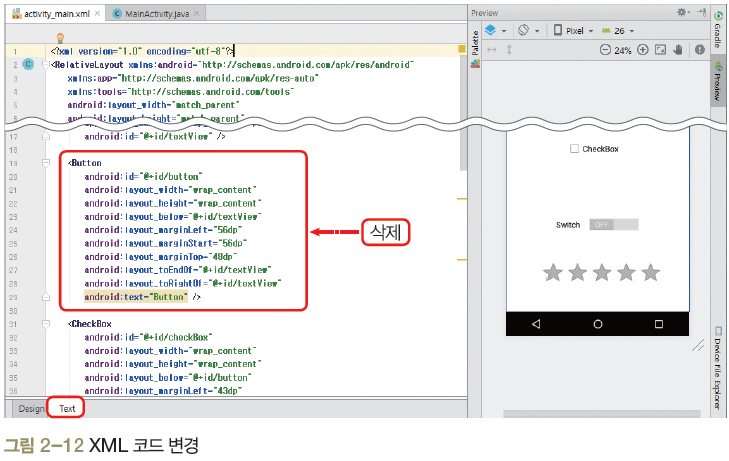 activity_main.xml × MainActivity.java ×
1 <?xml version="1.0" encoding="utf-8"?>
2 <RelativeLayout xmlns:android="http://schemas.android.com/apk/res/android"
3 xmlns:app="http://schemas.android.com/apk/res-auto"
4 xmlns:tools="http://schemas.android.com/tools"
5 android:layout_width="match_parent"
6 android:layout_height="match_parent"
17 android:id="@+id/textView" />
18
19 <Button
20 android:id="@+id/button"
21 android:layout_width="wrap_content"
22 android:layout_height="wrap_content"
23 android:layout_below="@+id/textView"
24 android:layout_marginLeft="56dp"
25 android:layout_marginStart="56dp"
26 android:layout_marginTop="48dp"
27 android:layout_toEndOf="@+id/textView"
28 android:layout_toRightOf="@+id/textView"
29 android:text="Button" />
30
31 <CheckBox
32 android:id="@+id/checkBox"
33 android:layout_width="wrap_content"
34 android:layout_height="wrap_content"
35 android:layout_below="@+id/button"
36 android:layout_marginLeft="43dp"
삭제
Design Text
Palette
Preview
Pixel 26
24%
CheckBox
Switch OFF
Gradle
Preview
Device File Explorer
그림 2-12 XML 코드 변경